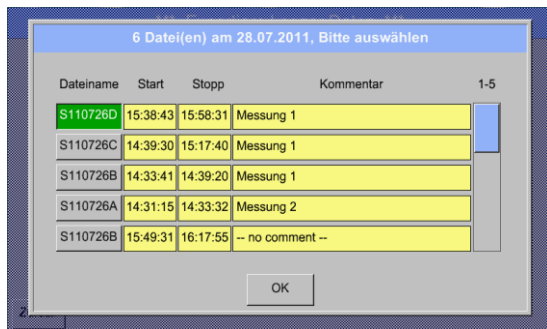 6 Datei(en) am 28.07.2011, Bitte auswählen
Dateiname Start Stopp Kommentar 1-5
S110726D 15:38:43 15:58:31 Messung 1
S110726C 14:39:30 15:17:40 Messung 1
S110726B 14:33:41 14:39:20 Messung 1
S110726A 14:31:15 14:33:32 Messung 2
S110726B 15:49:31 16:17:55 -- no comment --
OK